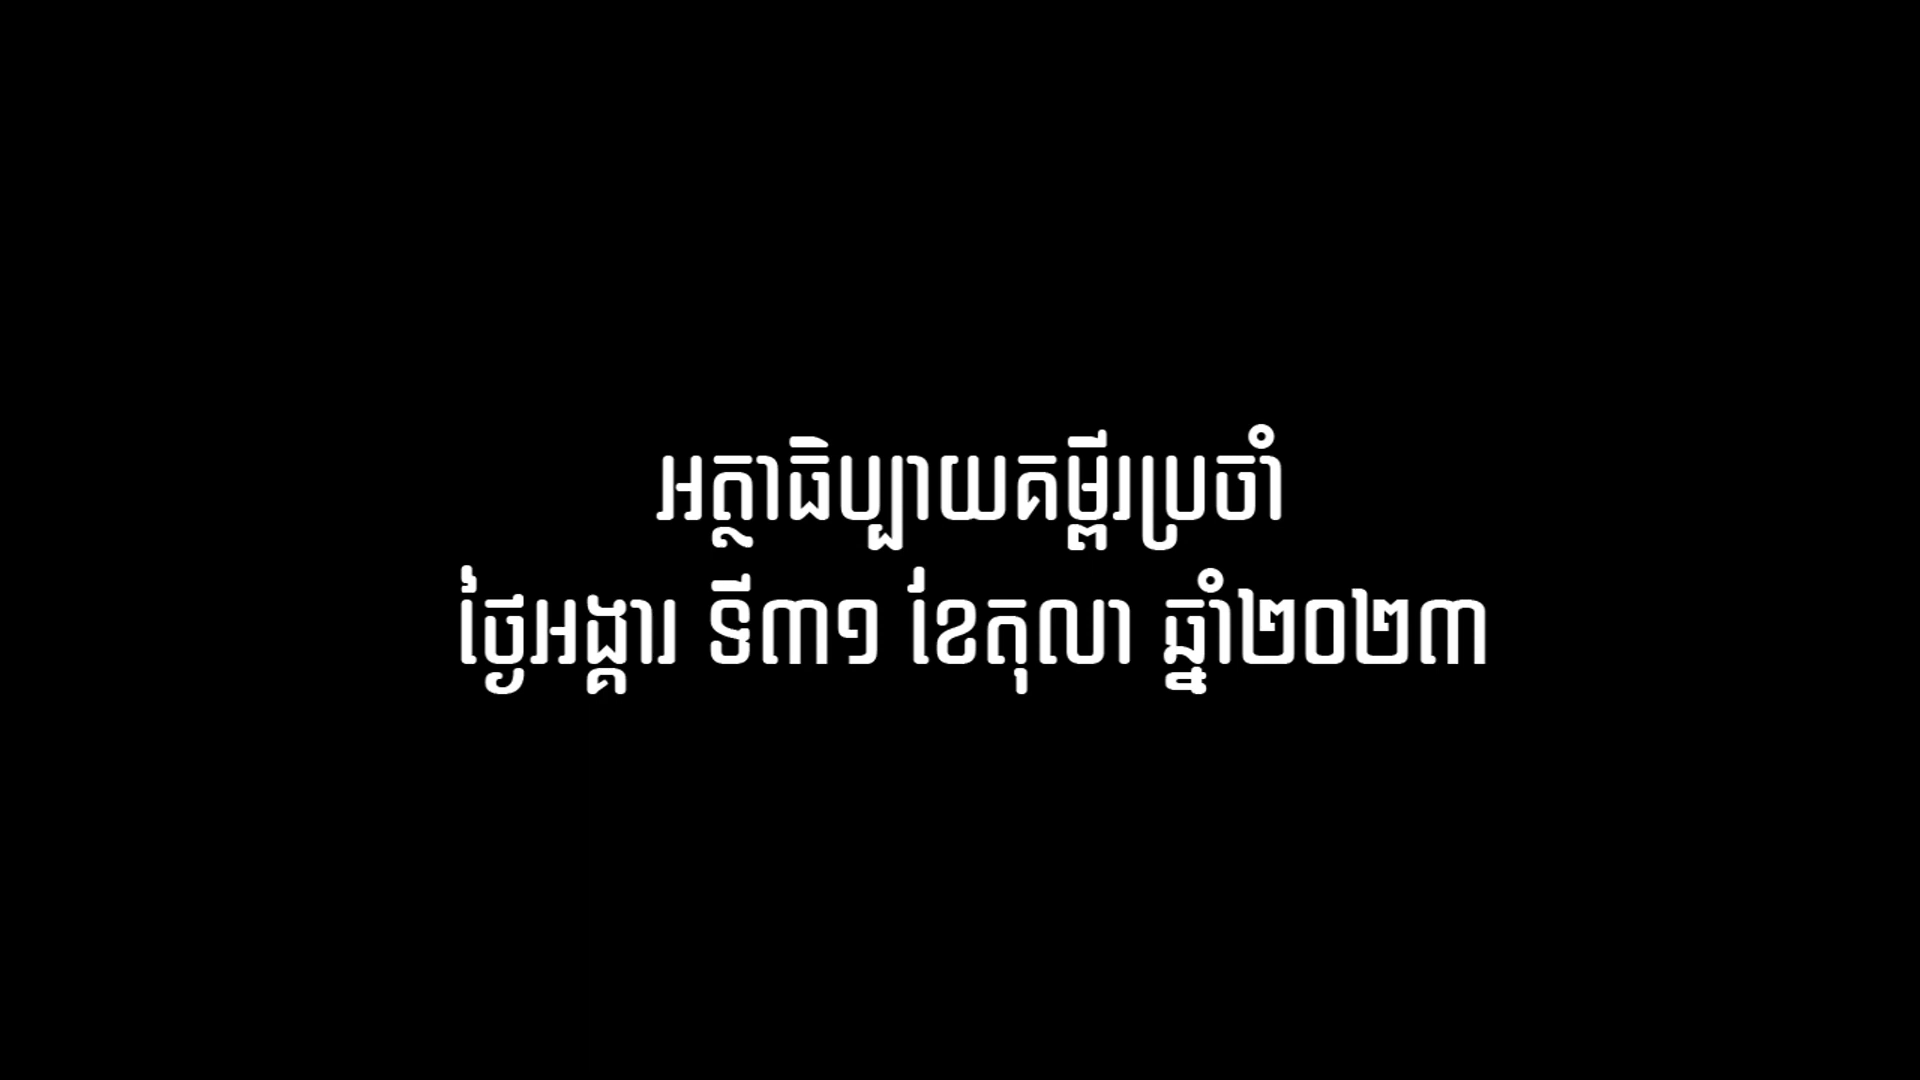 អត្ថាធិប្បាយគម្ពីរប្រចាំ
ថ្ងៃអង្គារ ទី៣១ ខែតុលា ឆ្នាំ២០២៣